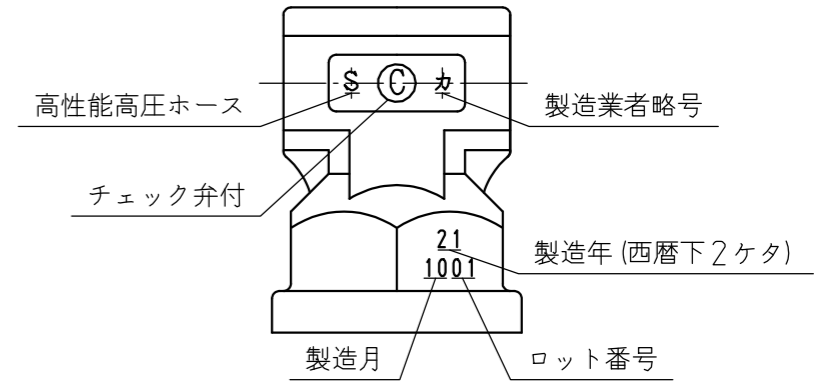 S C カ
高性能高圧ホース
製造業者略号
チェック弁付
21
製造年(西暦下2ケタ)
1001
製造月
ロット番号